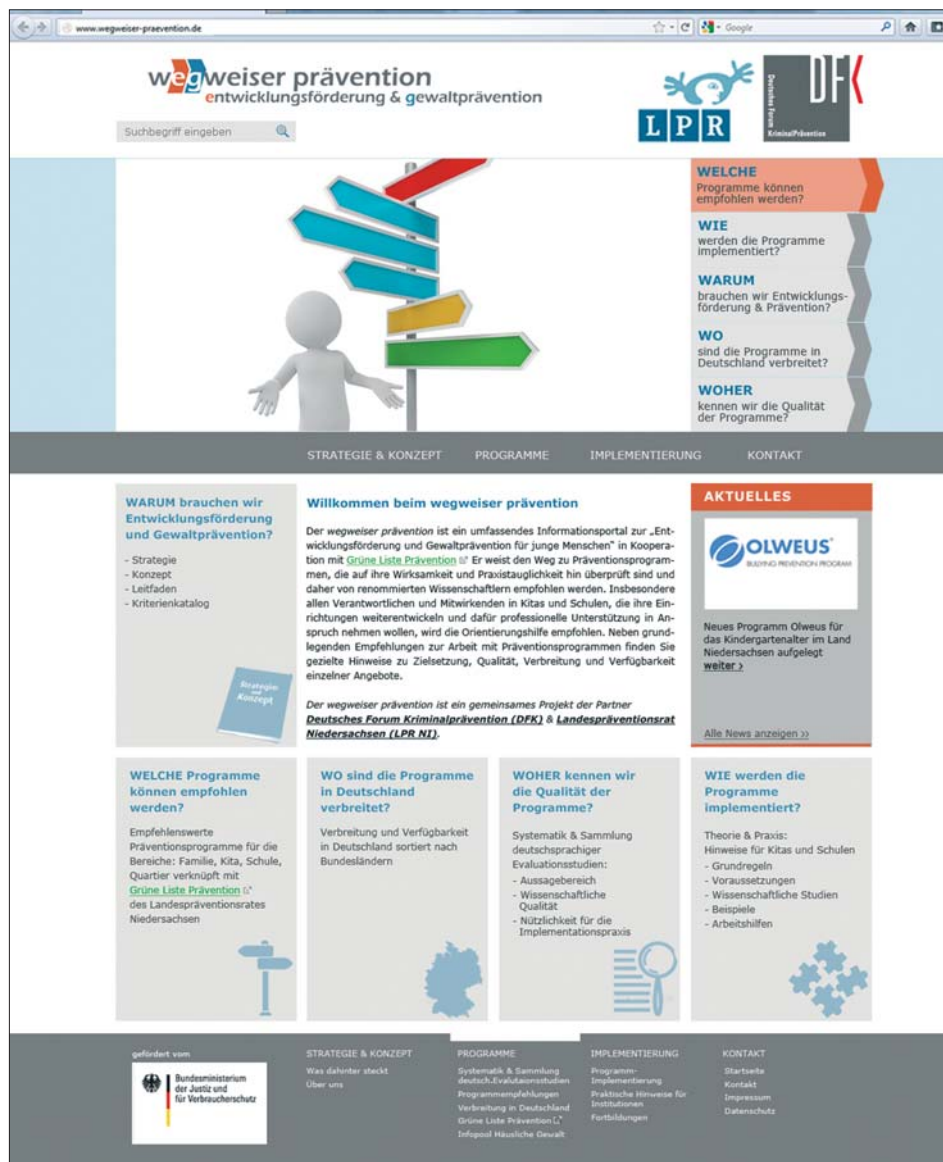 www.wegweiser-praevention.de
Google
wegweiser prävention
entwicklungsförderung & gewaltprävention
Suchbegriff eingeben
LPR
Deutsches Forum
KriminalPrävention
DFK
WELCHE
Programme können
empfohlen werden?
WIE
werden die Programme
implementiert?
WARUM
brauchen wir Entwicklungs-
förderung & Prävention?
WO
sind die Programme in
Deutschland verbreitet?
WOHER
kennen wir die Qualität
der Programme?
STRATEGIE & KONZEPT PROGRAMME IMPLEMENTIERUNG KONTAKT
WARUM brauchen wir
Entwicklungsförderung
und Gewaltprävention?
- Strategie
- Konzept
- Leitfaden
- Kriterienkatalog
Strategie
und
Konzept
Willkommen beim wegweiser prävention
Der wegweiser prävention ist ein umfassendes Informationsportal zur „Ent-
wicklungsförderung und Gewaltprävention für junge Menschen" in Koopera-
tion mit Grüne Liste Prävention Er weist den Weg zu Präventionsprogram-
men, die auf ihre Wirksamkeit und Praxistauglichkeit hin überprüft sind und
daher von renommierten Wissenschaftlern empfohlen werden. Insbesondere
allen Verantwortlichen und Mitwirkenden in Kitas und Schulen, die ihre Ein-
richtungen weiterentwickeln und dafür professionelle Unterstützung in An-
spruch nehmen wollen, wird die Orientierungshilfe empfohlen. Neben grund-
legenden Empfehlungen zur Arbeit mit Präventionsprogrammen finden Sie
gezielte Hinweise zu Zielsetzung, Qualität, Verbreitung und Verfügbarkeit
einzelner Angebote.
Der wegweiser prävention ist ein gemeinsames Projekt der Partner
Deutsches Forum Kriminalprävention (DFK) & Landespräventionsrat
Niedersachsen (LPR NI).
AKTUELLES
OLWEUS
BULLYING PREVENTION PROGRAM
Neues Programm Olweus für
das Kindergartenalter im Land
Niedersachsen aufgelegt
weiter >
Alle News anzeigen >>
WELCHE Programme
können empfohlen
werden?
Empfehlenswerte
Präventionsprogramme für die
Bereiche: Familie, Kita, Schule,
Quartier verknüpft mit
Grüne Liste Prävention
des Landespräventionsrates
Niedersachsen
WO sind die Programme
in Deutschland
verbreitet?
Verbreitung und Verfügbarkeit
in Deutschland sortiert nach
Bundesländern
WOHER kennen wir
die Qualität der
Programme?
Systematik & Sammlung
deutschsprachiger
Evaluationsstudien:
- Aussagebereich
- Wissenschaftliche
Qualität
- Nützlichkeit für die
Implementationspraxis
WIE werden die
Programme
implementiert?
Theorie & Praxis:
Hinweise für Kitas und Schulen
- Grundregeln
- Voraussetzungen
- Wissenschaftliche Studien
- Beispiele
- Arbeitshilfen
gefördert vom
Bundesministerium
der Justiz und
für Verbraucherschutz
STRATEGIE & KONZEPT
Was dahinter steckt
Über uns
PROGRAMME
Systematik & Sammlung
deutsch.Evalutaionsstudien
Programmempfehlungen
Verbreitung in Deutschland
Grüne Liste Prävention
Infopool Häusliche Gewalt
IMPLEMENTIERUNG
Programm-
Implementierung
Praktische Hinweise für
Institutionen
Fortbildungen
KONTAKT
Startseite
Kontakt
Impressum
Datenschutz